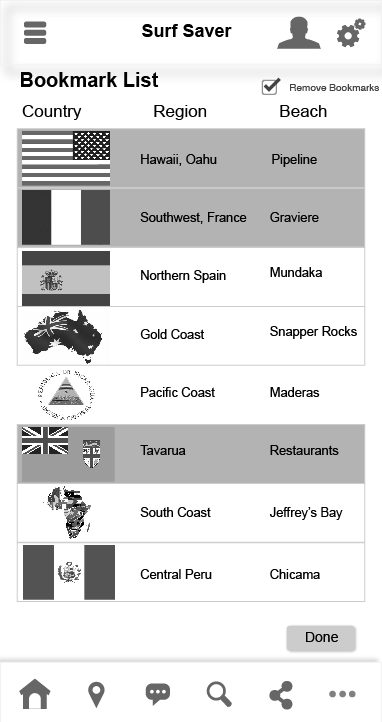 Surf Saver
Bookmark List
Remove Bookmarks
Country Region Beach
Hawaii, Oahu Pipeline
Southwest, France Graviere
Northern Spain Mundaka
Gold Coast Snapper Rocks
Pacific Coast Maderas
Tavarua Restaurants
South Coast Jeffrey's Bay
Central Peru Chicama
Done